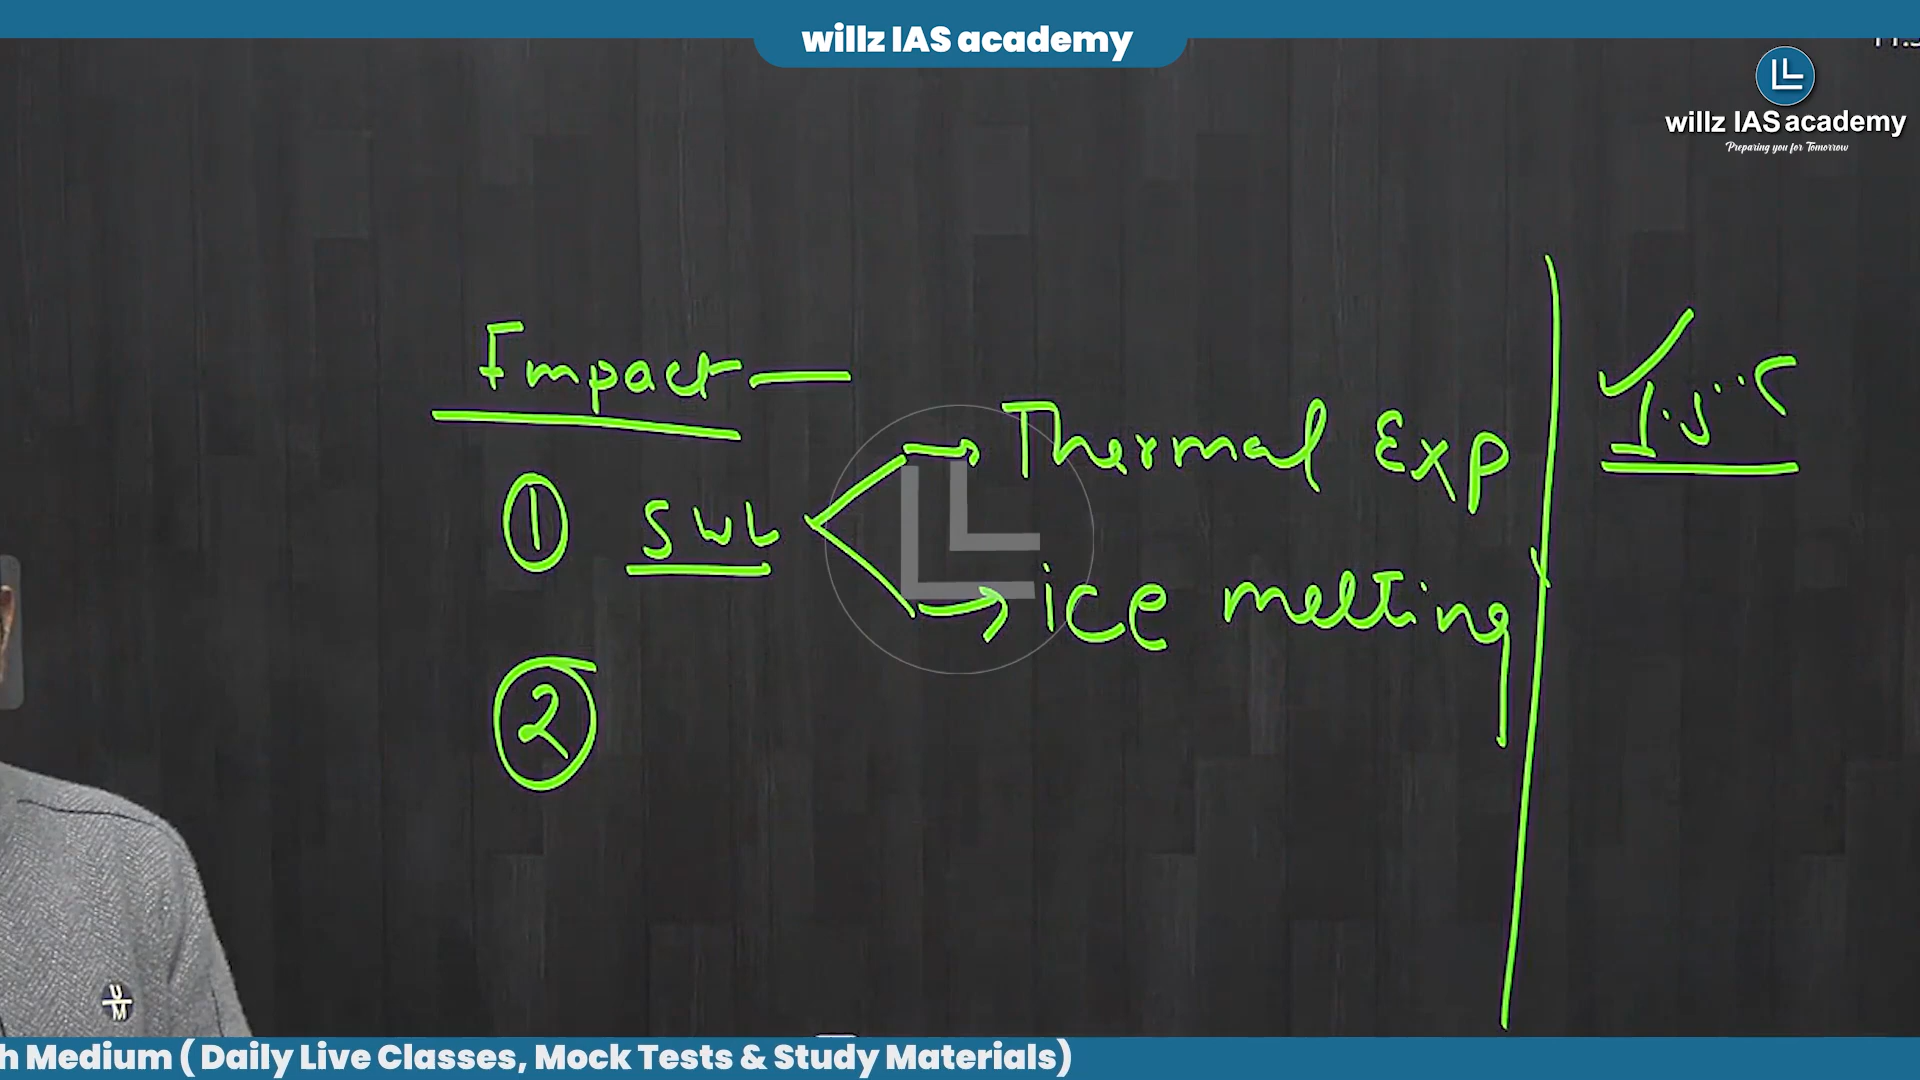 willz IAS academy
willz IAS academy
Preparing you for Tomorrow
Impact —
Thermal Exp
① SWL
ice melting
②
U
M
h Medium ( Daily Live Classes, Mock Tests & Study Materials)